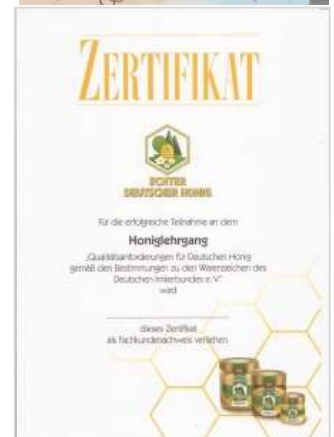 ZERTIFIKAT
ECHTER
DEUTSCHER HONIG
Für die erfolgreiche Teilnahme an dem
Honiglehrgang
„Qualitätsanforderungen für Deutschen Honig
gemäß den Bestimmungen zu den Warenzeichen des
Deutschen Imkerbundes e. V."
wird
dieses Zertifikat
als Fachkundenachweis verliehen.